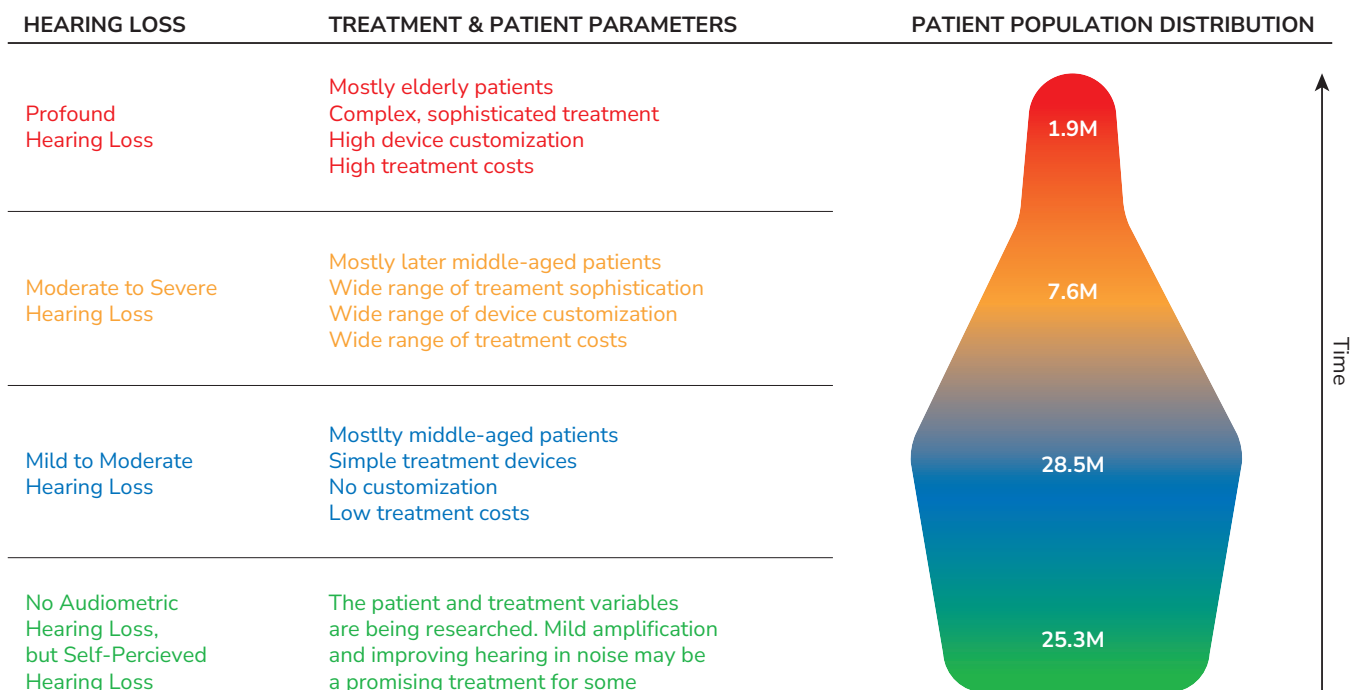 HEARING LOSS
TREATMENT & PATIENT PARAMETERS
PATIENT POPULATION DISTRIBUTION
Profound
Hearing Loss
Mostly elderly patients
Complex, sophisticated treatment
High device customization
High treatment costs
1.9M
Moderate to Severe
Hearing Loss
Mostly later middle-aged patients
Wide range of treament sophistication
Wide range of device customization
Wide range of treatment costs
7.6M
Time
Mild to Moderate
Hearing Loss
Mostlty middle-aged patients
Simple treatment devices
No customization
Low treatment costs
28.5M
No Audiometric
Hearing Loss,
but Self-Percieved
Hearing Loss
The patient and treatment variables
are being researched. Mild amplification
and improving hearing in noise may be
a promising treatment for some
25.3M